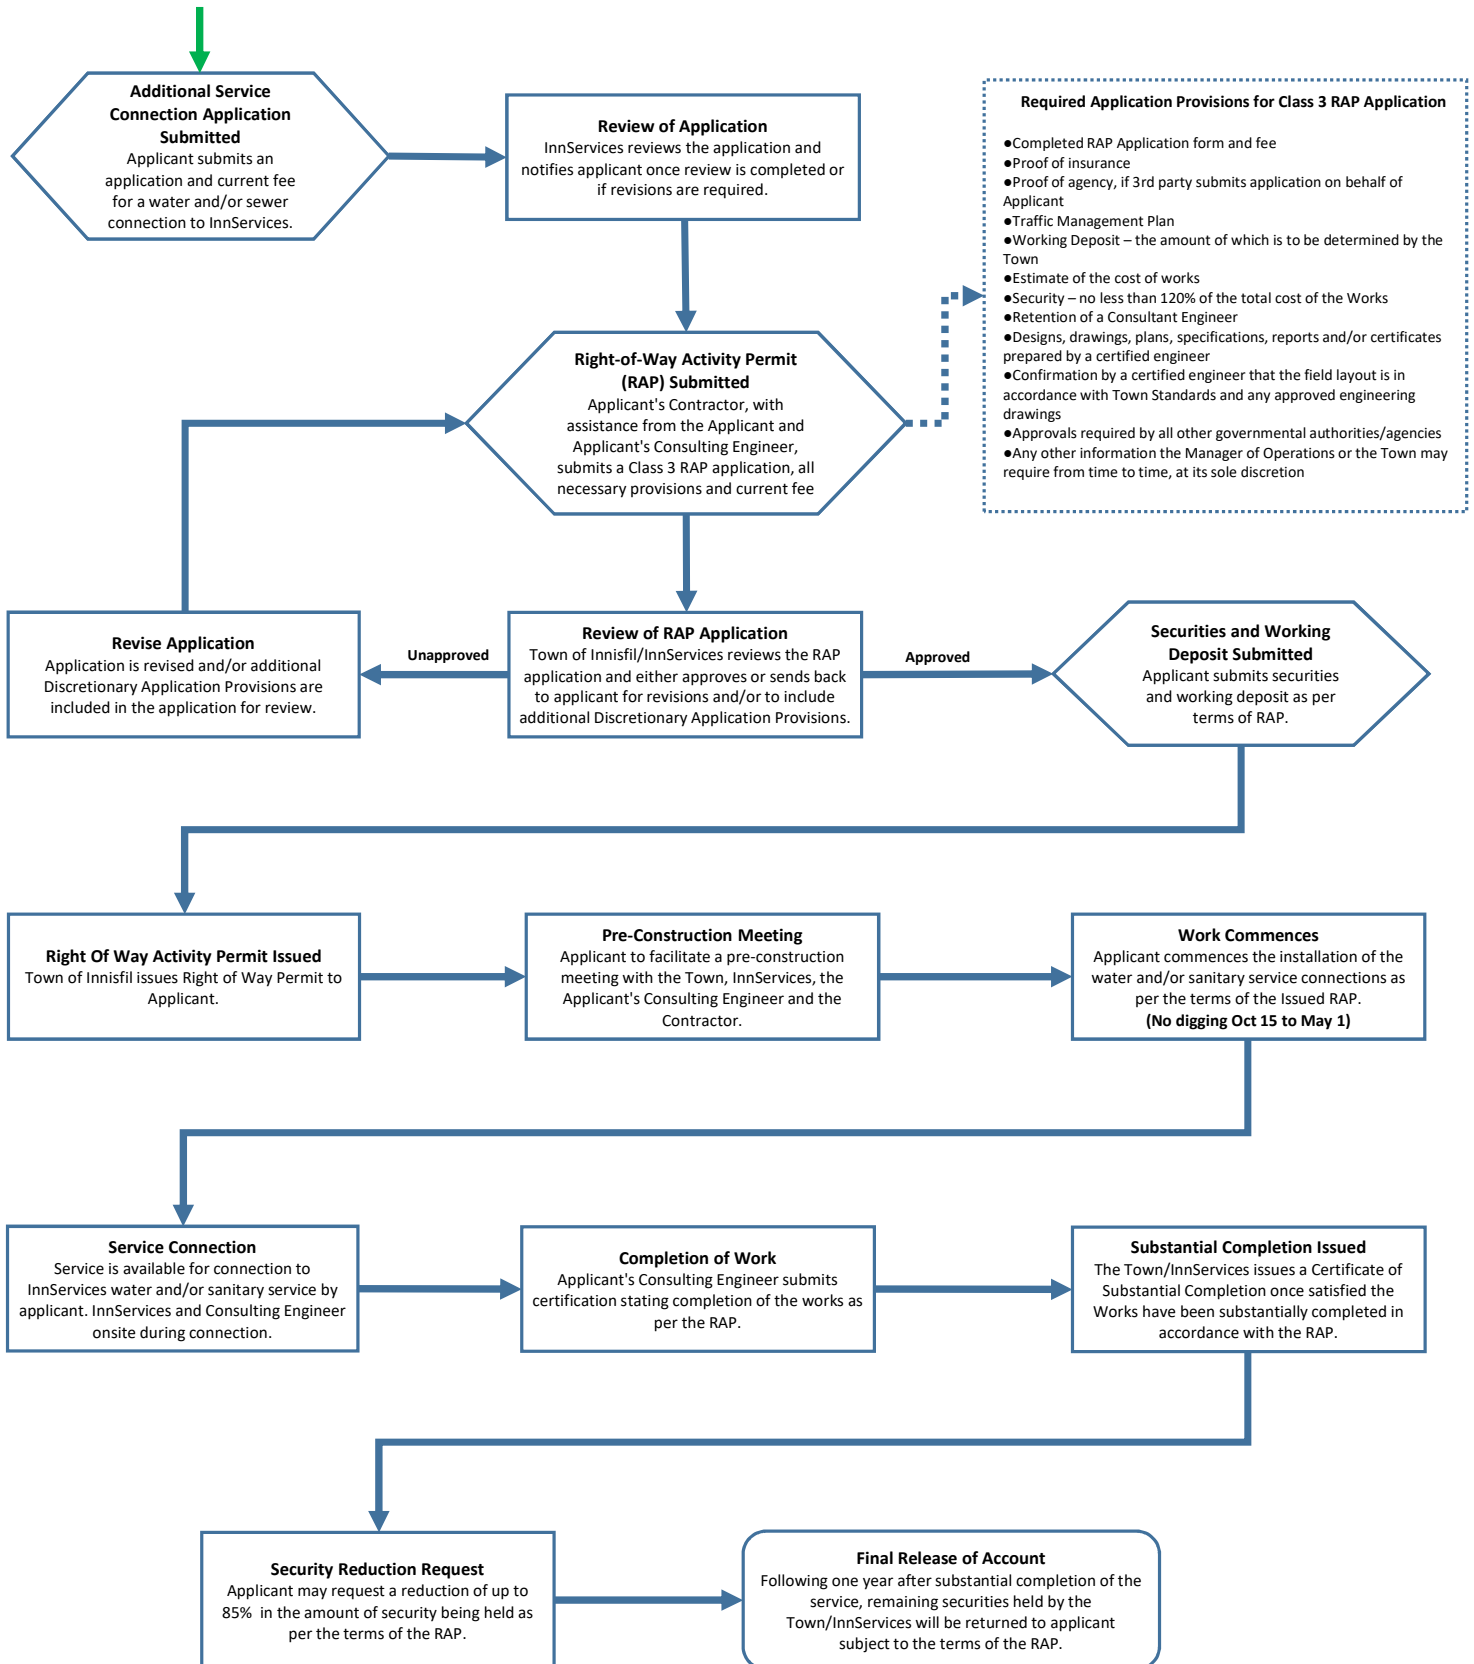 Additional Service
Connection Application
Submitted
Applicant submits an
application and current fee
for a water and/or sewer
connection to InnServices.
Review of Application
InnServices reviews the application and
notifies applicant once review is completed or
if revisions are required.
Required Application Provisions for Class 3 RAP Application
●Completed RAP Application form and fee
●Proof of insurance
●Proof of agency, if 3rd party submits application on behalf of
Applicant
●Traffic Management Plan
●Working Deposit – the amount of which is to be determined by the
Town
●Estimate of the cost of works
●Security – no less than 120% of the total cost of the Works
●Retention of a Consultant Engineer
●Designs, drawings, plans, specifications, reports and/or certificates
prepared by a certified engineer
●Confirmation by a certified engineer that the field layout is in
accordance with Town Standards and any approved engineering
drawings
●Approvals required by all other governmental authorities/agencies
●Any other information the Manager of Operations or the Town may
require from time to time, at its sole discretion
Right-of-Way Activity Permit
(RAP) Submitted
Applicant's Contractor, with
assistance from the Applicant and
Applicant's Consulting Engineer,
submits a Class 3 RAP application, all
necessary provisions and current fee
Revise Application
Application is revised and/or additional
Discretionary Application Provisions are
included in the application for review.
Unapproved
Review of RAP Application
Town of Innisfil/InnServices reviews the RAP
application and either approves or sends back
to applicant for revisions and/or to include
additional Discretionary Application Provisions.
Approved
Securities and Working
Deposit Submitted
Applicant submits securities
and working deposit as per
terms of RAP.
Right Of Way Activity Permit Issued
Town of Innisfil issues Right of Way Permit to
Applicant.
Pre-Construction Meeting
Applicant to facilitate a pre-construction
meeting with the Town, InnServices, the
Applicant's Consulting Engineer and the
Contractor.
Work Commences
Applicant commences the installation of the
water and/or sanitary service connections as
per the terms of the Issued RAP.
(No digging Oct 15 to May 1)
Service Connection
Service is available for connection to
InnServices water and/or sanitary service by
applicant. InnServices and Consulting Engineer
onsite during connection.
Completion of Work
Applicant's Consulting Engineer submits
certification stating completion of the works as
per the RAP.
Substantial Completion Issued
The Town/InnServices issues a Certificate of
Substantial Completion once satisfied the
Works have been substantially completed in
accordance with the RAP.
Security Reduction Request
Applicant may request a reduction of up to
85% in the amount of security being held as
per the terms of the RAP.
Final Release of Account
Following one year after substantial completion of the
service, remaining securities held by the
Town/InnServices will be returned to applicant
subject to the terms of the RAP.